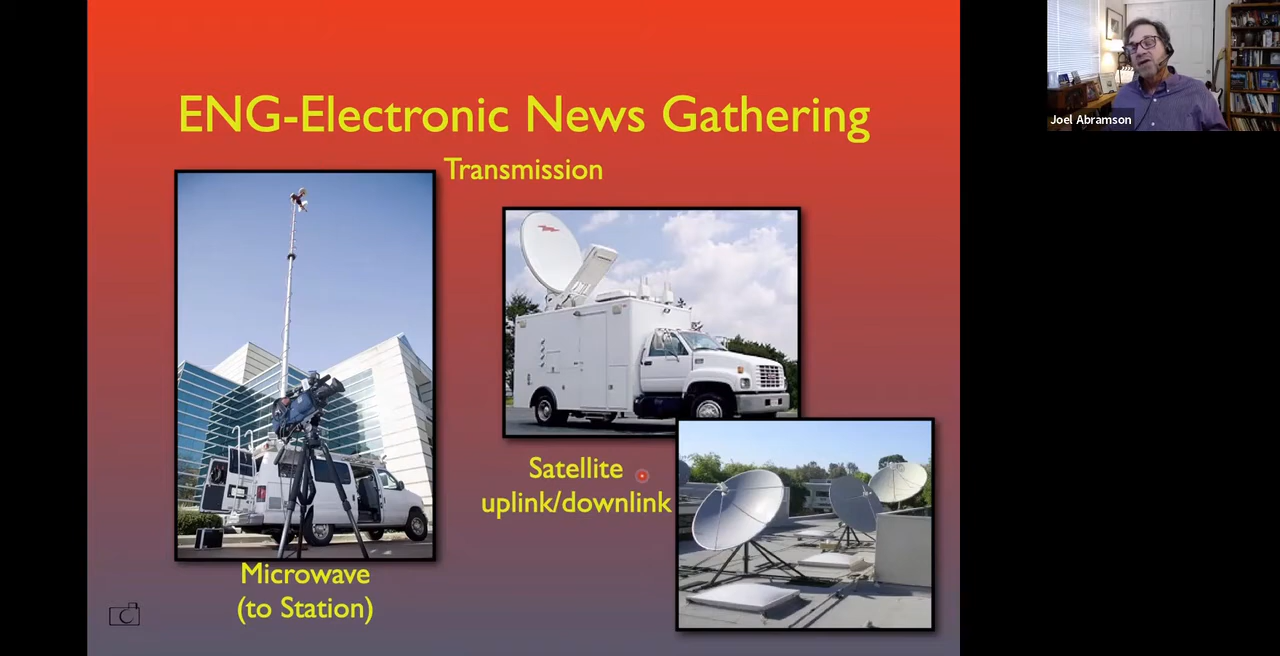 ENG-Electronic News Gathering
Transmission
Satellite
uplink/downlink
Microwave
(to Station)
Joel Abramson